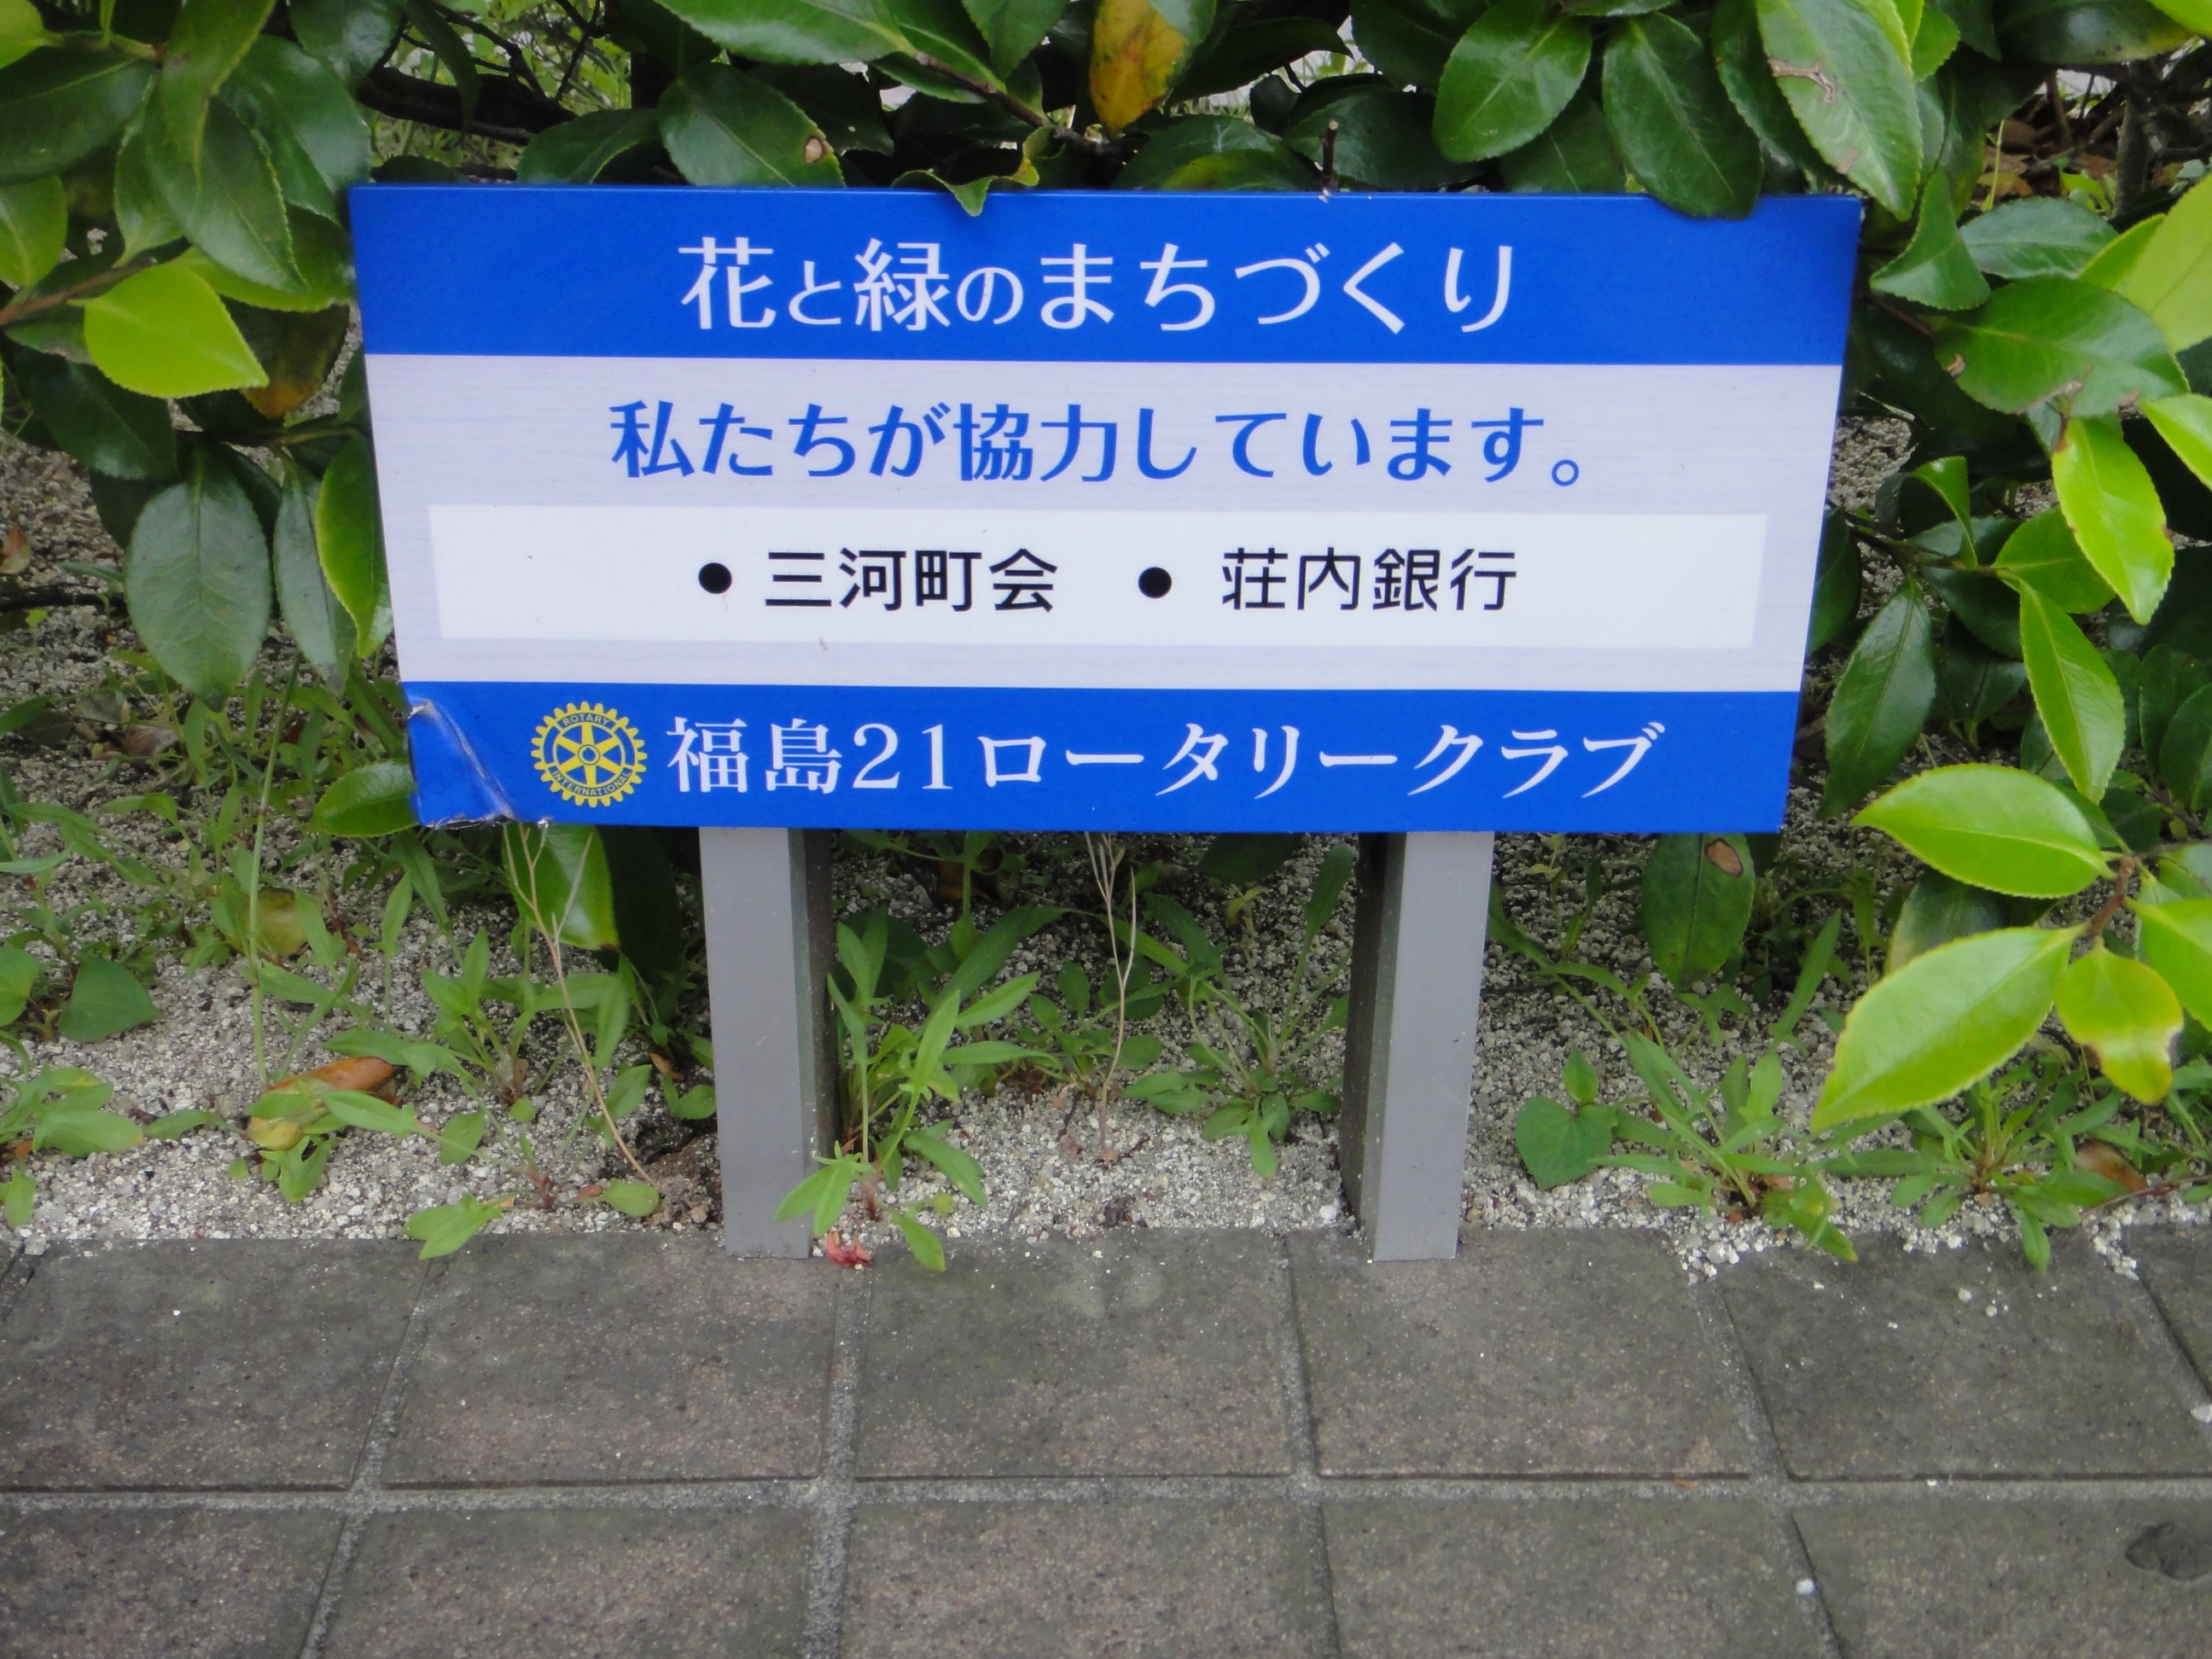 花と緑のまちづくり
私たちが協力しています。
● 三河町会 ● 荘内銀行
ROTARY INTERNATIONAL
福島21ロータリークラブ